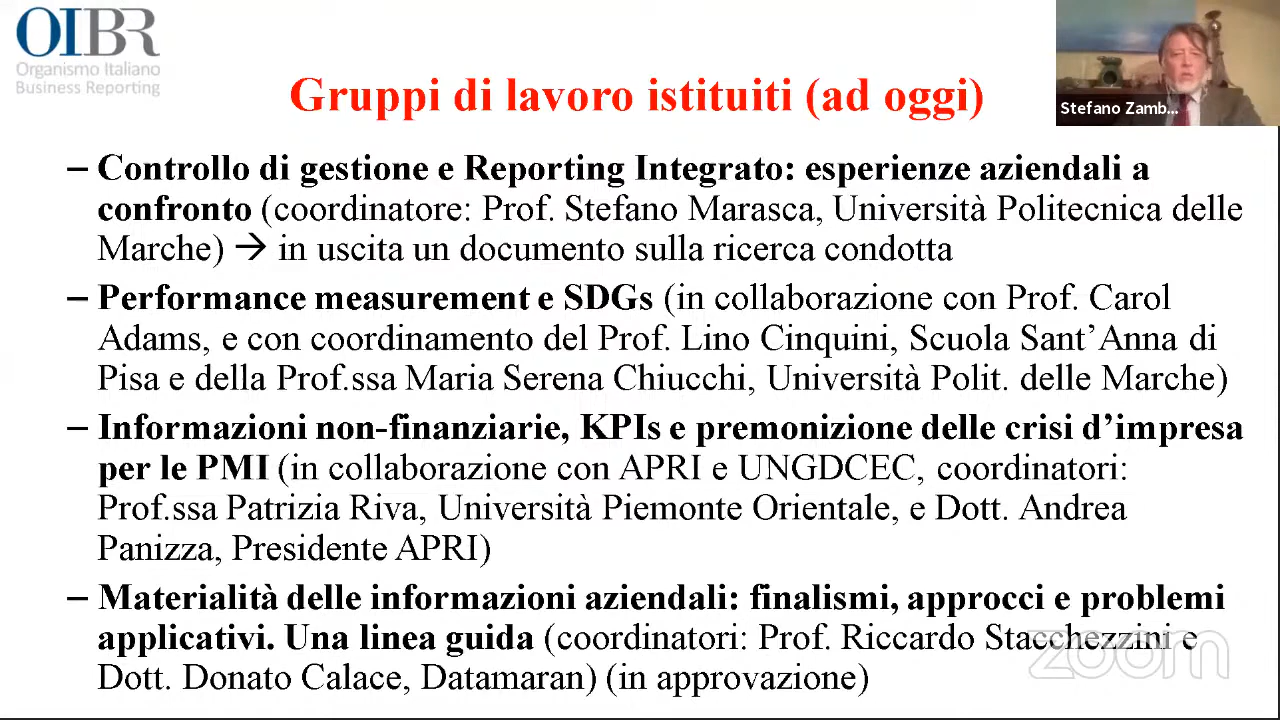 OIBR
Organismo Italiano
Business Reporting
Gruppi di lavoro istituiti (ad oggi)
Stefano Zamb...
– Controllo di gestione e Reporting Integrato: esperienze aziendali a
confronto (coordinatore: Prof. Stefano Marasca, Università Politecnica delle
Marche) → in uscita un documento sulla ricerca condotta
– Performance measurement e SDGs (in collaborazione con Prof. Carol
Adams, e con coordinamento del Prof. Lino Cinquini, Scuola Sant’Anna di
Pisa e della Prof.ssa Maria Serena Chiucchi, Università Polit. delle Marche)
– Informazioni non-finanziarie, KPIs e premonizione delle crisi d’impresa
per le PMI (in collaborazione con APRI e UNGDCEC, coordinatori:
Prof.ssa Patrizia Riva, Università Piemonte Orientale, e Dott. Andrea
Panizza, Presidente APRI)
– Materialità delle informazioni aziendali: finalismi, approcci e problemi
applicativi. Una linea guida (coordinatori: Prof. Riccardo Stacchezzini e
Dott. Donato Calace, Datamaran) (in approvazione)
zoom